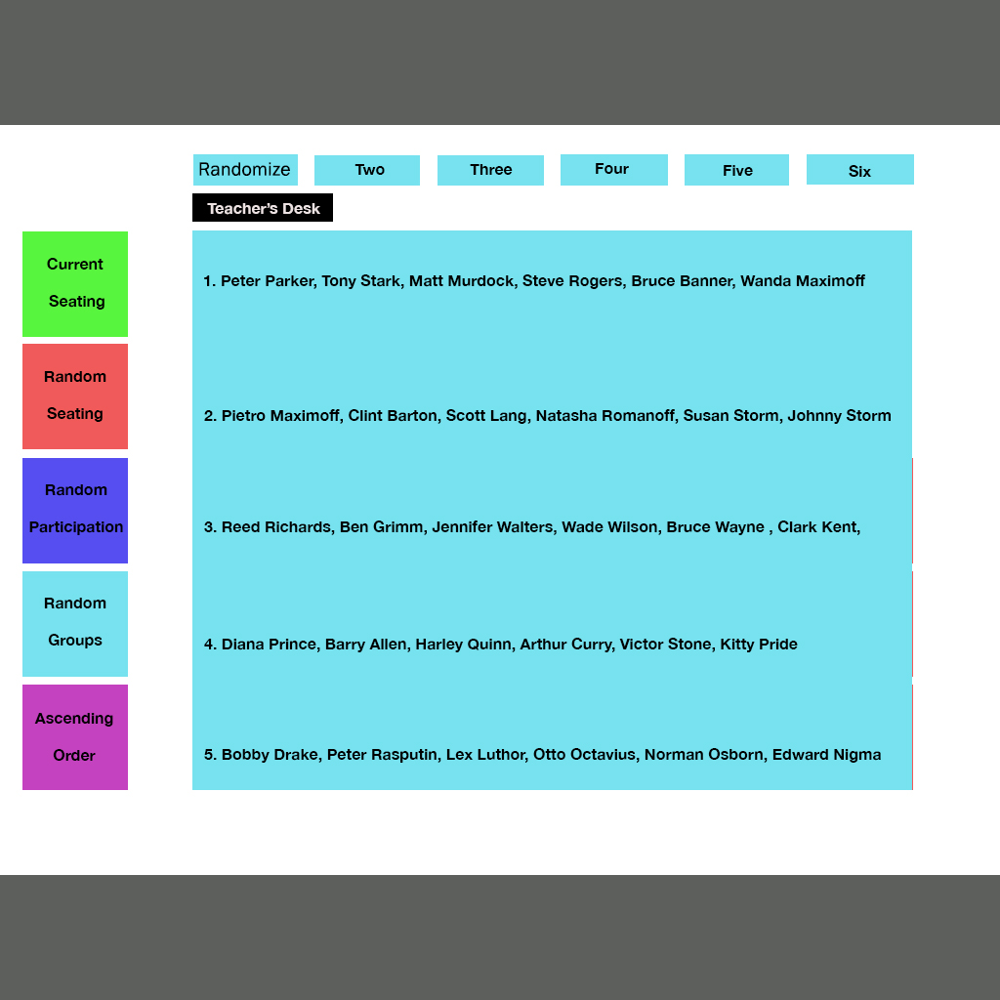 Randomize Two Three Four Five Six
Teacher's Desk
Current
Seating
1. Peter Parker, Tony Stark, Matt Murdock, Steve Rogers, Bruce Banner, Wanda Maximoff
Random
Seating
2. Pietro Maximoff, Clint Barton, Scott Lang, Natasha Romanoff, Susan Storm, Johnny Storm
Random
Participation
3. Reed Richards, Ben Grimm, Jennifer Walters, Wade Wilson, Bruce Wayne , Clark Kent,
Random
Groups
4. Diana Prince, Barry Allen, Harley Quinn, Arthur Curry, Victor Stone, Kitty Pride
Ascending
Order
5. Bobby Drake, Peter Rasputin, Lex Luthor, Otto Octavius, Norman Osborn, Edward Nigma